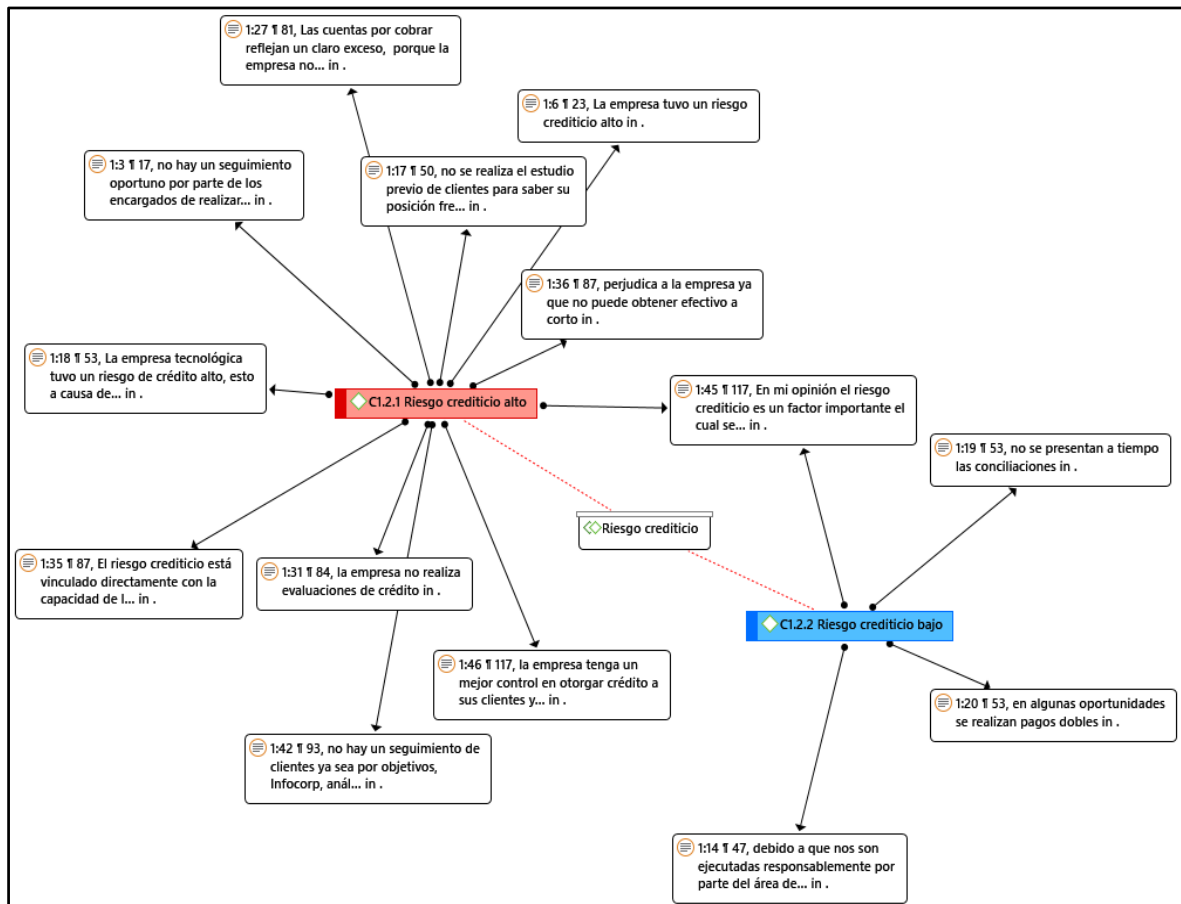 1:27 ¶ 81, Las cuentas por cobrar
reflejan un claro exceso, porque la
empresa no... in .
1:6 ¶ 23, La empresa tuvo un riesgo
crediticio alto in .
1:3 ¶ 17, no hay un seguimiento
oportuno por parte de los
encargados de realizar... in .
1:17 ¶ 50, no se realiza el estudio
previo de clientes para saber su
posición fre... in .
1:36 ¶ 87, perjudica a la empresa ya
que no puede obtener efectivo a
corto in .
1:18 ¶ 53, La empresa tecnológica
tuvo un riesgo de crédito alto, esto
a causa de... in .
C1.2.1 Riesgo crediticio alto
1:45 ¶ 117, En mi opinión el riesgo
crediticio es un factor importante el
cual se... in .
1:19 ¶ 53, no se presentan a tiempo
las conciliaciones in .
Riesgo crediticio
1:35 ¶ 87, El riesgo crediticio está
vinculado directamente con la
capacidad de l... in .
1:31 ¶ 84, la empresa no realiza
evaluaciones de crédito in .
C1.2.2 Riesgo crediticio bajo
1:46 ¶ 117, la empresa tenga un
mejor control en otorgar crédito a
sus clientes y... in .
1:20 ¶ 53, en algunas oportunidades
se realizan pagos dobles in .
1:42 ¶ 93, no hay un seguimiento de
clientes ya sea por objetivos,
Infocorp, anál... in .
1:14 ¶ 47, debido a que nos son
ejecutadas responsablemente por
parte del área de... in .